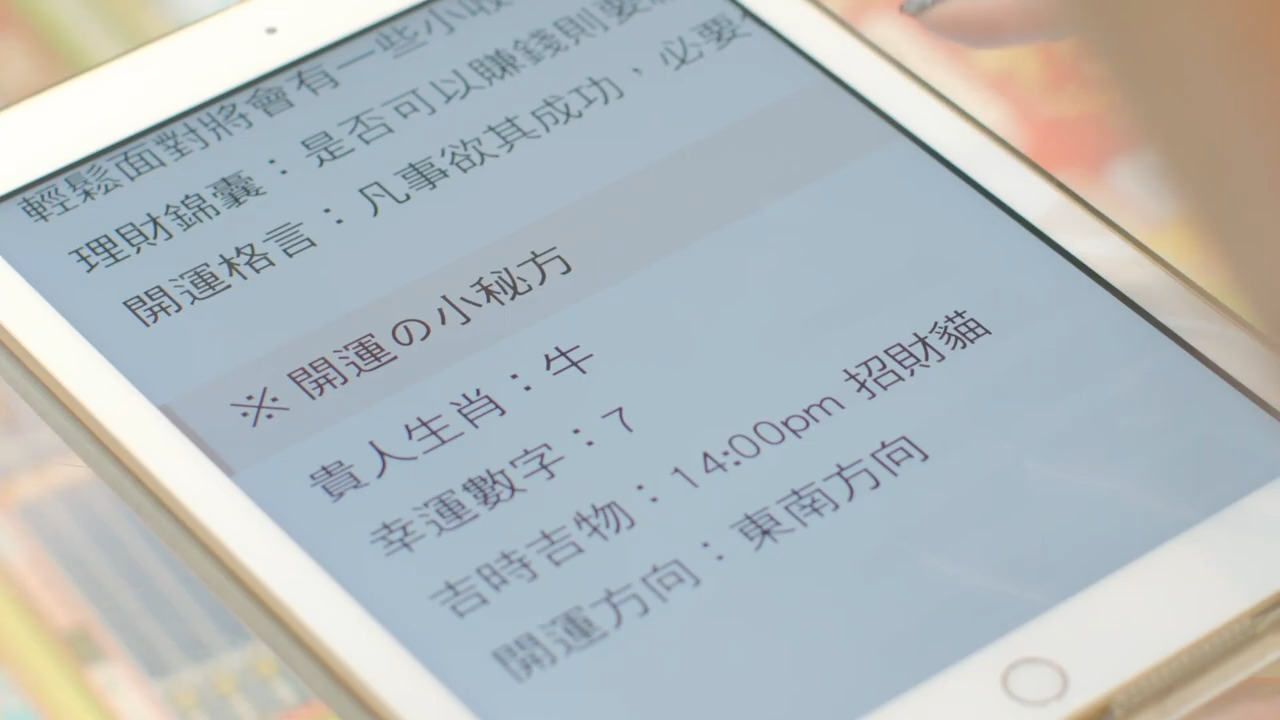 輕鬆面對將會有一些小收
理財錦囊：是否可以賺錢則要
開運格言：凡事欲其成功，必要
※ 開運の小秘方
貴人生肖：牛
幸運數字：7
吉時吉物：14:00pm 招財貓
開運方向：東南方向